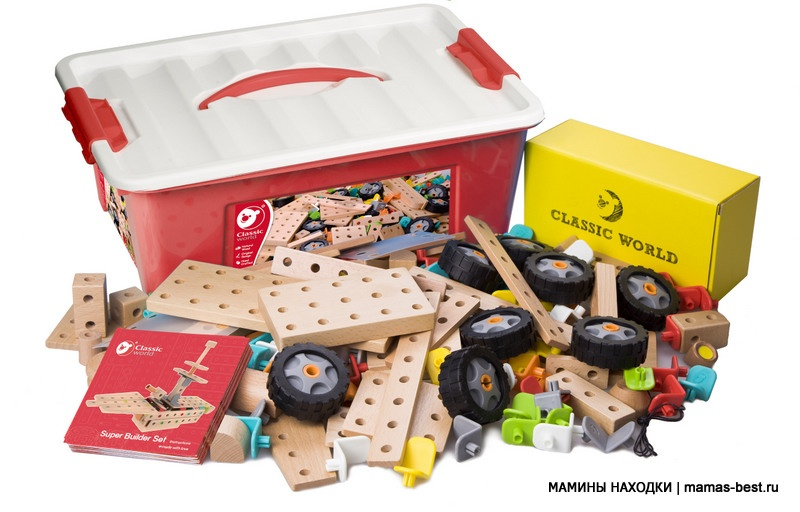 Classic
world
CLASSIC WORLD
Classic
world
Super Builder Set
МАМИНЫ НАХОДКИ | mamas-best.ru